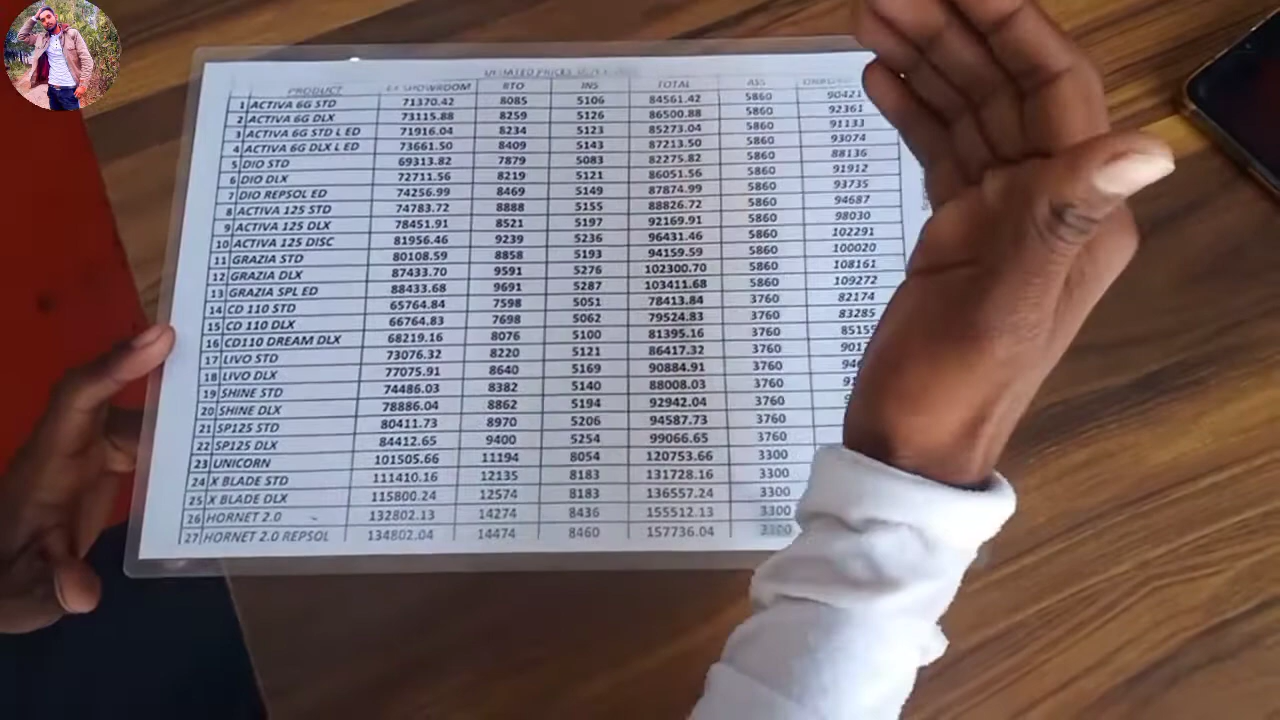 UPDATED PRICES
PRODUCT EX SHOWROOM RTO INS TOTAL ASS
1 ACTIVA 6G STD 71370.42 8085 5106 84561.42 5860 90421
2 ACTIVA 6G DLX 73115.88 8259 5126 86500.88 5860 92361
3 ACTIVA 6G STD L ED 71916.04 8234 5123 85273.04 5860 91133
4 ACTIVA 6G DLX L ED 73661.50 8409 5143 87213.50 5860 93074
5 DIO STD 69313.82 7879 5083 82275.82 5860 88136
6 DIO DLX 72711.56 8219 5121 86051.56 5860 91912
7 DIO REPSOL ED 74256.99 8469 5149 87874.99 5860 93735
8 ACTIVA 125 STD 74783.72 8888 5155 88826.72 5860 94687
9 ACTIVA 125 DLX 78451.91 8521 5197 92169.91 5860 98030
10 ACTIVA 125 DISC 81956.46 9239 5236 96431.46 5860 102291
11 GRAZIA STD 80108.59 8858 5193 94159.59 5860 100020
12 GRAZIA DLX 87433.70 9591 5276 102300.70 5860 108161
13 GRAZIA SPL ED 88433.68 9691 5287 103411.68 5860 109272
14 CD 110 STD 65764.84 7598 5051 78413.84 3760 82174
15 CD 110 DLX 66764.83 7698 5062 79524.83 3760 83285
16 CD110 DREAM DLX 68219.16 8076 5100 81395.16 3760 85155
17 LIVO STD 73076.32 8220 5121 86417.32 3760
18 LIVO DLX 77075.91 8640 5169 90884.91 3760
19 SHINE STD 74486.03 8382 5140 88008.03 3760
20 SHINE DLX 78886.04 8862 5194 92942.04 3760
21 SP125 STD 80411.73 8970 5206 94587.73 3760
22 SP125 DLX 84412.65 9400 5254 99066.65 3760
23 UNICORN 101505.66 11194 8054 120753.66 3300
24 X BLADE STD 111410.16 12135 8183 131728.16 3300
25 X BLADE DLX 115800.24 12574 8183 136557.24 3300
26 HORNET 2.0 132802.13 14274 8436 155512.13 3300
27 HORNET 2.0 REPSOL 134802.04 14474 8460 157736.04 3300